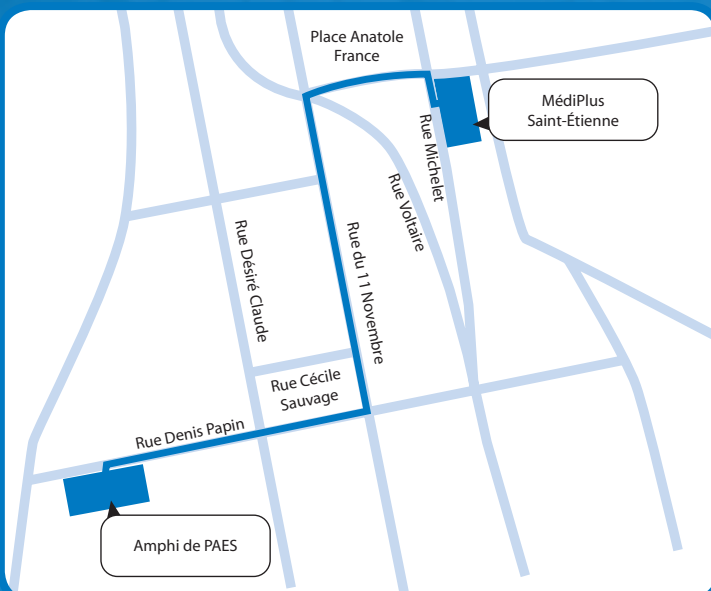 Place Anatole
France
MédiPlus
Saint-Étienne
Rue Michelet
Rue Voltaire
Rue Désiré Claude
Rue du 11 Novembre
Rue Cécile
Sauvage
Rue Denis Papin
Amphi de PAES